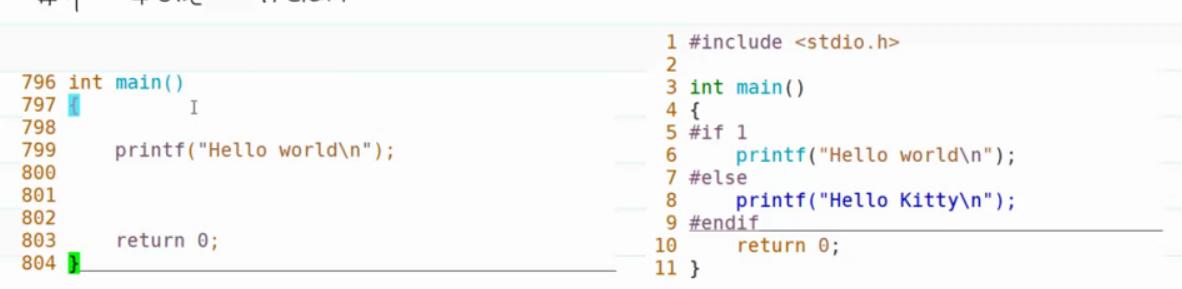 796 int main()
797 {
798
799     printf("Hello world\n");
800
801
802
803     return 0;
804 }
1 #include <stdio.h>
2
3 int main()
4 {
5 #if 1
6     printf("Hello world\n");
7 #else
8     printf("Hello Kitty\n");
9 #endif
10     return 0;
11 }